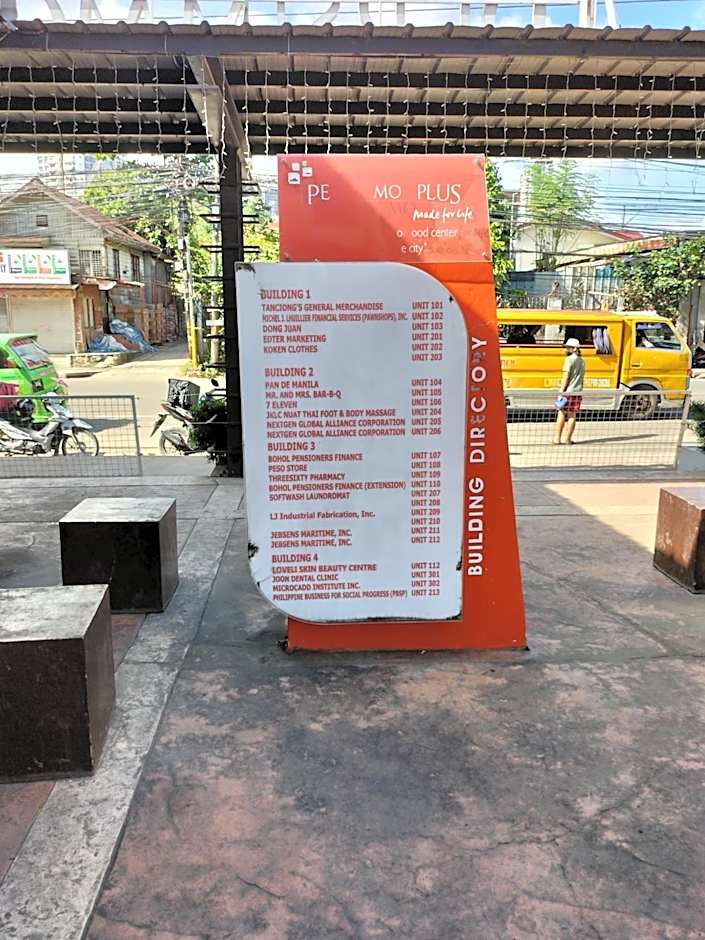 PE MO PLUS
Made for life
o ood center
e city"
BUILDING DIRECTORY
BUILDING 1
TANCIONG'S GENERAL MERCHANDISE UNIT 101
MICHEL J. LHUILLIER FINANCIAL SERVICES (PAWNSHOPS), INC. UNIT 102
DONG JUAN UNIT 103
EDTER MARKETING UNIT 201
KOKEN CLOTHES UNIT 202
UNIT 203
BUILDING 2
PAN DE MANILA UNIT 104
MR. AND MRS. BAR-B-Q UNIT 105
7 ELEVEN UNIT 106
JKLC NUAT THAI FOOT & BODY MASSAGE UNIT 204
NEXTGEN GLOBAL ALLIANCE CORPORATION UNIT 205
NEXTGEN GLOBAL ALLIANCE CORPORATION UNIT 206
BUILDING 3
BOHOL PENSIONERS FINANCE UNIT 107
PESO STORE UNIT 108
THREESIXTY PHARMACY UNIT 109
BOHOL PENSIONERS FINANCE (EXTENSION) UNIT 110
SOFTWASH LAUNDROMAT UNIT 207
UNIT 208
LJ Industrial Fabrication, Inc. UNIT 209
UNIT 210
JEBSENS MARITIME, INC. UNIT 211
JEBSENS MARITIME, INC. UNIT 212
BUILDING 4
LOVELI SKIN BEAUTY CENTRE UNIT 112
JOON DENTAL CLINIC UNIT 301
MICROCADD INSTITUTE INC. UNIT 302
PHILIPPINE BUSINESS FOR SOCIAL PROGRESS (PBSP) UNIT 213